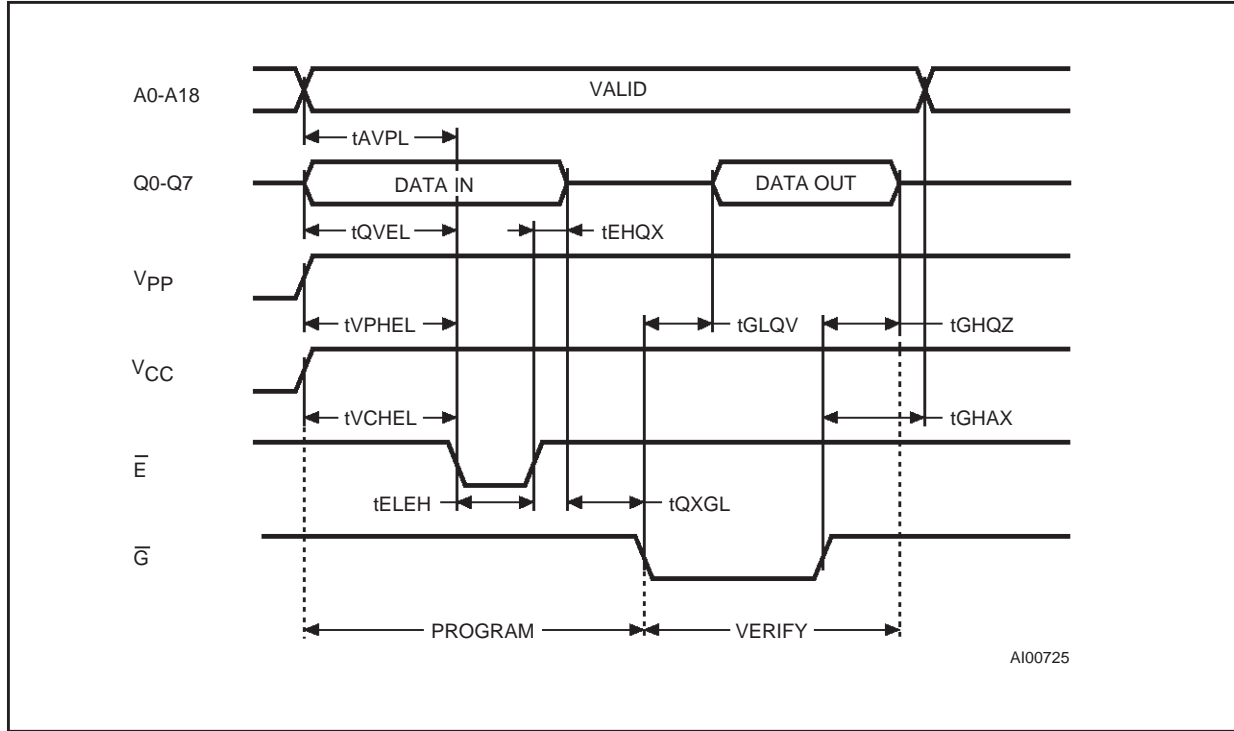 A0-A18
VALID
tAVPL
Q0-Q7
DATA IN
DATA OUT
tQVEL
tEHQX
VPP
tVPHEL
tGLQV
tGHQZ
VCC
tVCHEL
tGHAX
E̅
tELEH
tQXGL
G̅
PROGRAM
VERIFY
AI00725